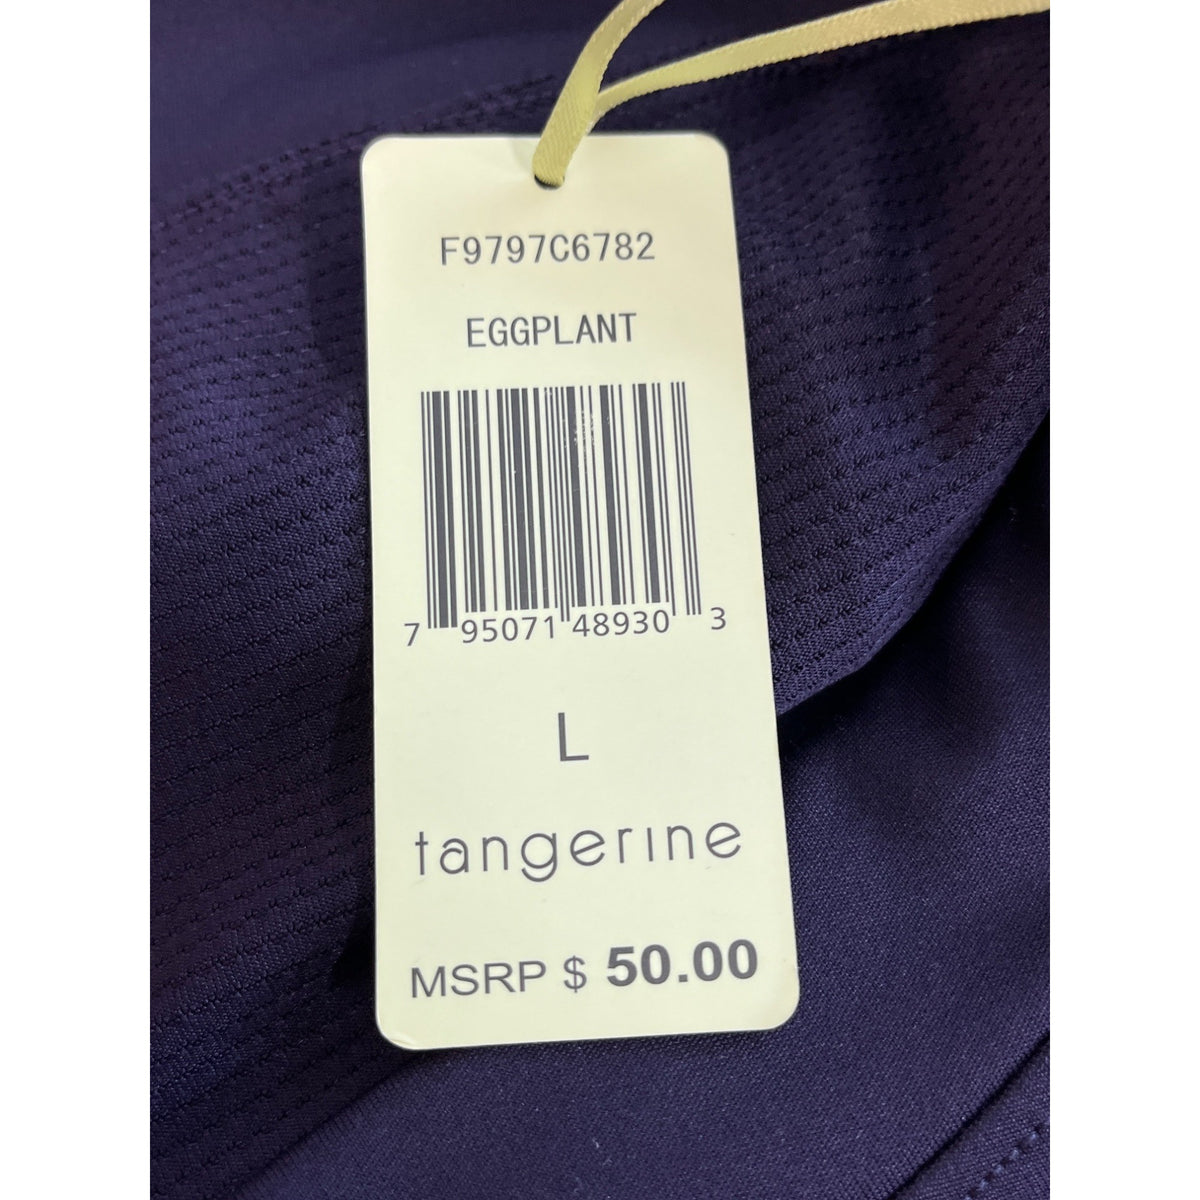 F9797C6782
EGGPLANT
7 95071 48930 3
L
tangerine
MSRP $ 50.00